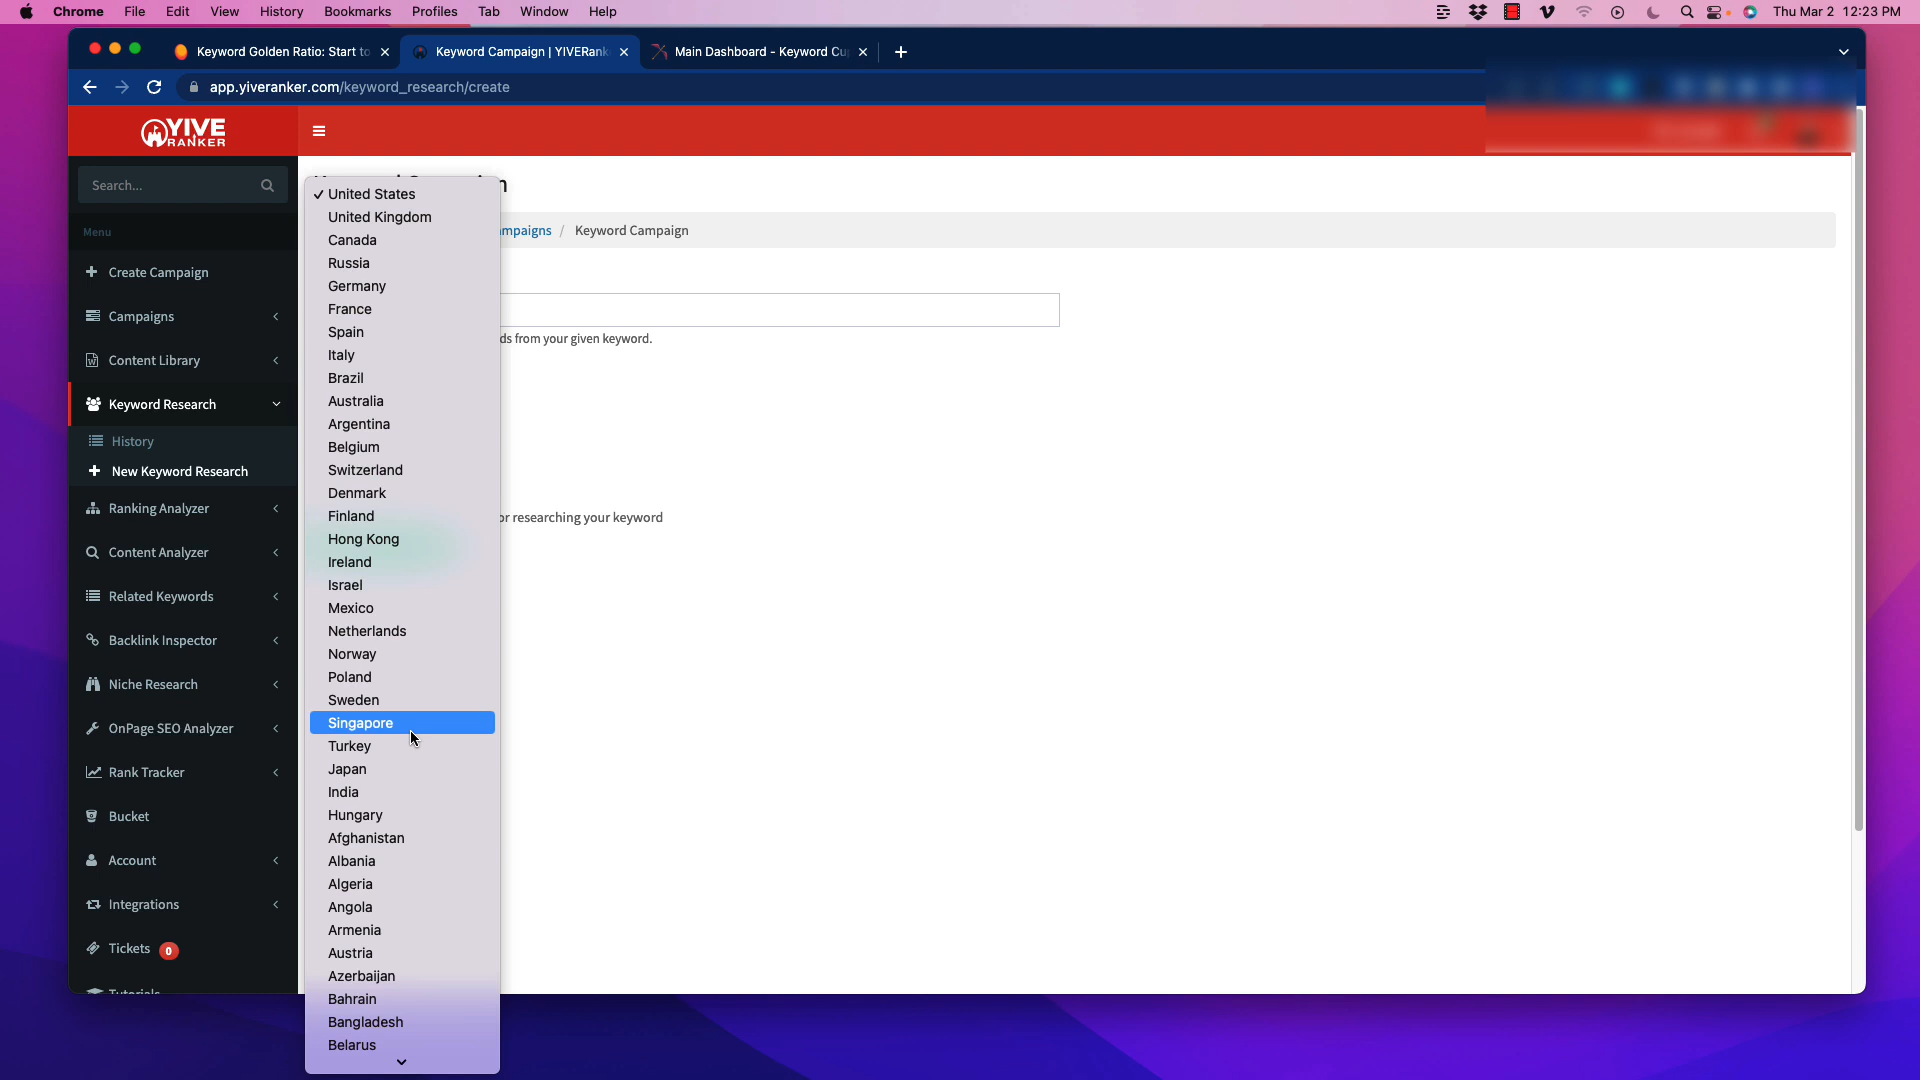 Chrome File Edit View History Bookmarks Profiles Tab Window Help Thu Mar 2 12:23 PM
Keyword Golden Ratio: Start to Keyword Campaign | YIVERank Main Dashboard - Keyword Cu
app.yiveranker.com/keyword_research/create
YIVE
RANKER
Search...
Menu
Create Campaign
Campaigns
Content Library
Keyword Research
History
New Keyword Research
Ranking Analyzer
Content Analyzer
Related Keywords
Backlink Inspector
Niche Research
OnPage SEO Analyzer
Rank Tracker
Bucket
Account
Integrations
Tickets 0
Tutorials
mpaigns / Keyword Campaign
ds from your given keyword.
or researching your keyword
United States
United Kingdom
Canada
Russia
Germany
France
Spain
Italy
Brazil
Australia
Argentina
Belgium
Switzerland
Denmark
Finland
Hong Kong
Ireland
Israel
Mexico
Netherlands
Norway
Poland
Sweden
Singapore
Turkey
Japan
India
Hungary
Afghanistan
Albania
Algeria
Angola
Armenia
Austria
Azerbaijan
Bahrain
Bangladesh
Belarus